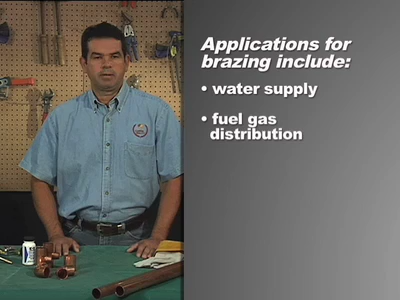 Applications for
brazing include:
• water supply
• fuel gas
distribution